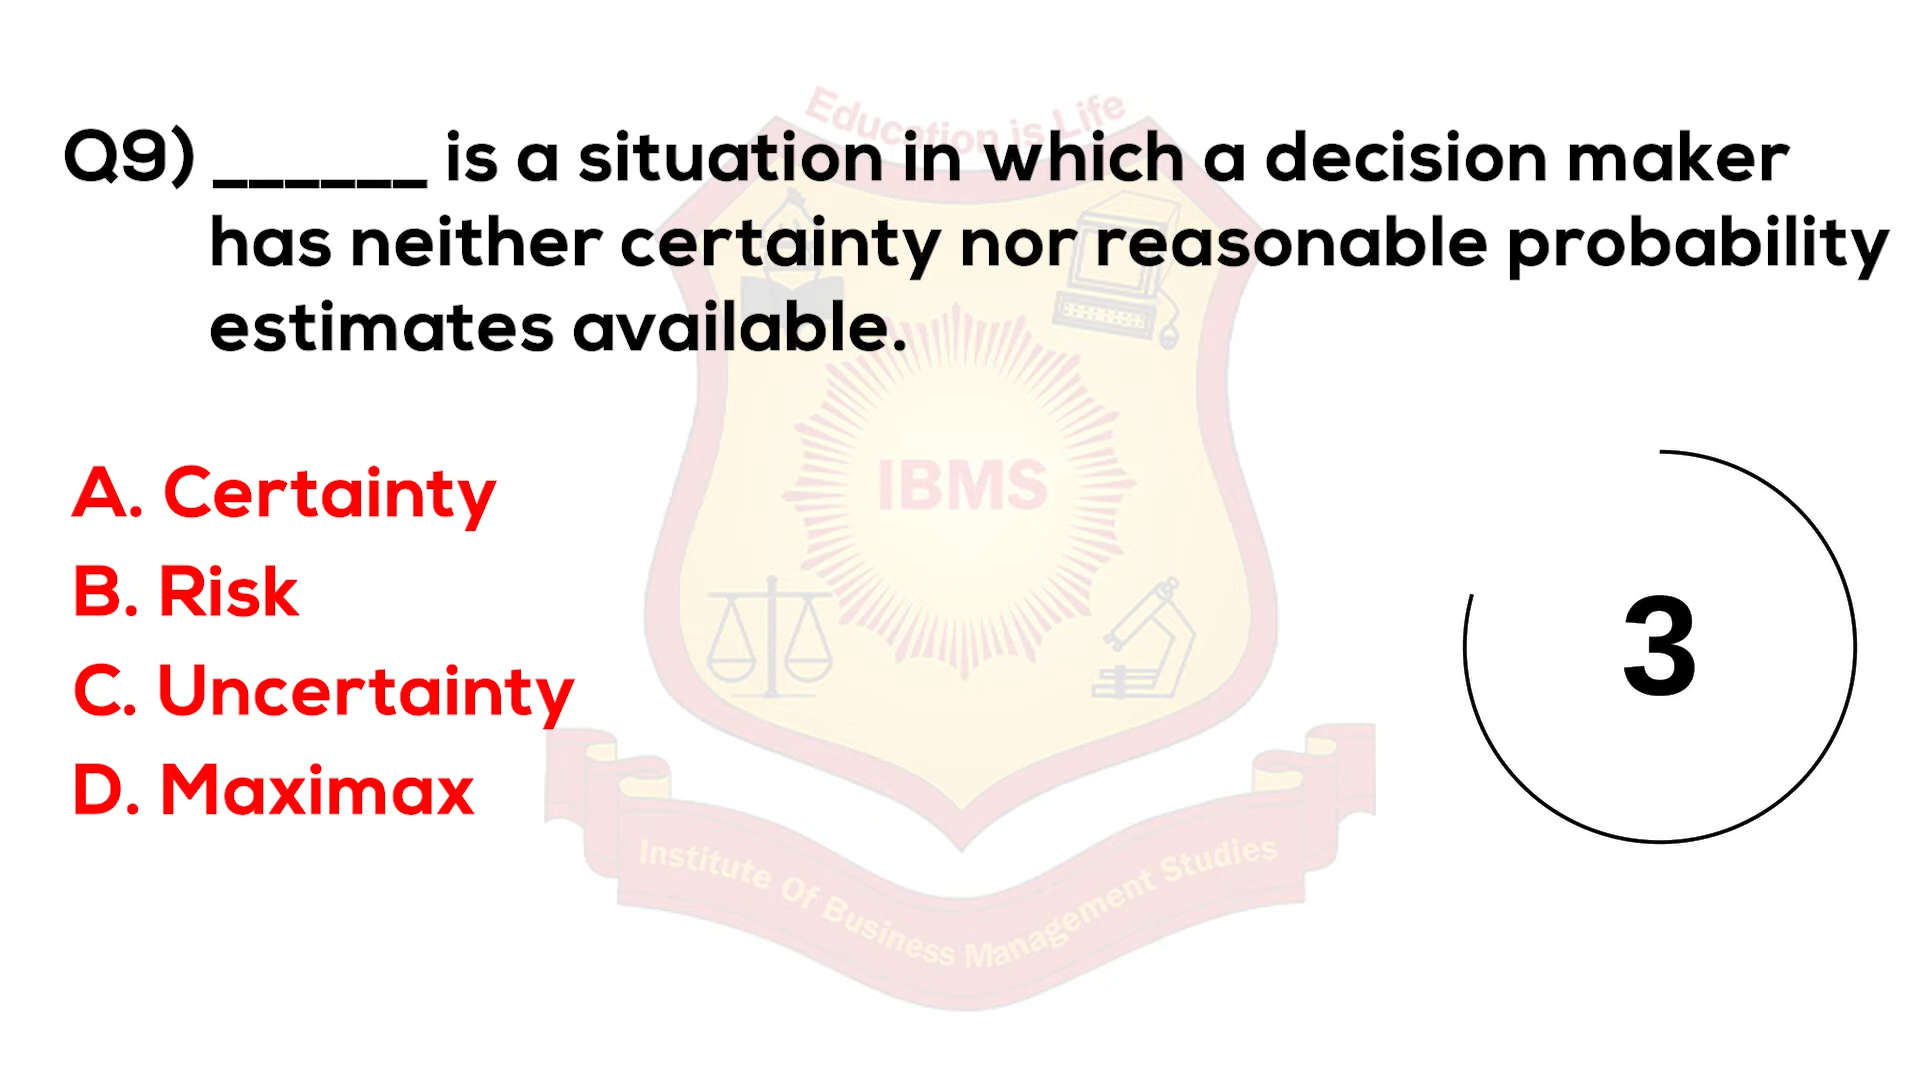 Education is Life
Q9) ______ is a situation in which a decision maker
has neither certainty nor reasonable probability
estimates available.
IBMS
A. Certainty
B. Risk
C. Uncertainty
D. Maximax
3
Institute Of Business Management Studies